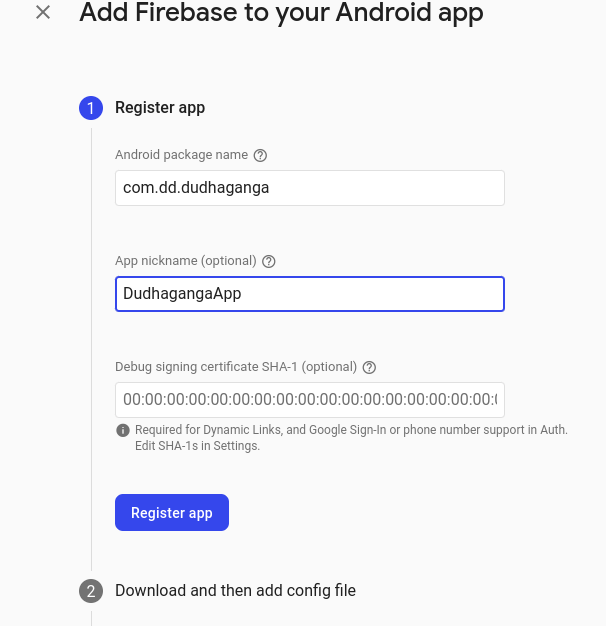 Add Firebase to your Android app
1 Register app
Android package name
com.dd.dudhaganga
App nickname (optional)
DudhagangaApp
Debug signing certificate SHA-1 (optional)
00:00:00:00:00:00:00:00:00:00:00:00:00:00:00:00:00:
Required for Dynamic Links, and Google Sign-In or phone number support in Auth.
Edit SHA-1s in Settings.
Register app
2 Download and then add config file